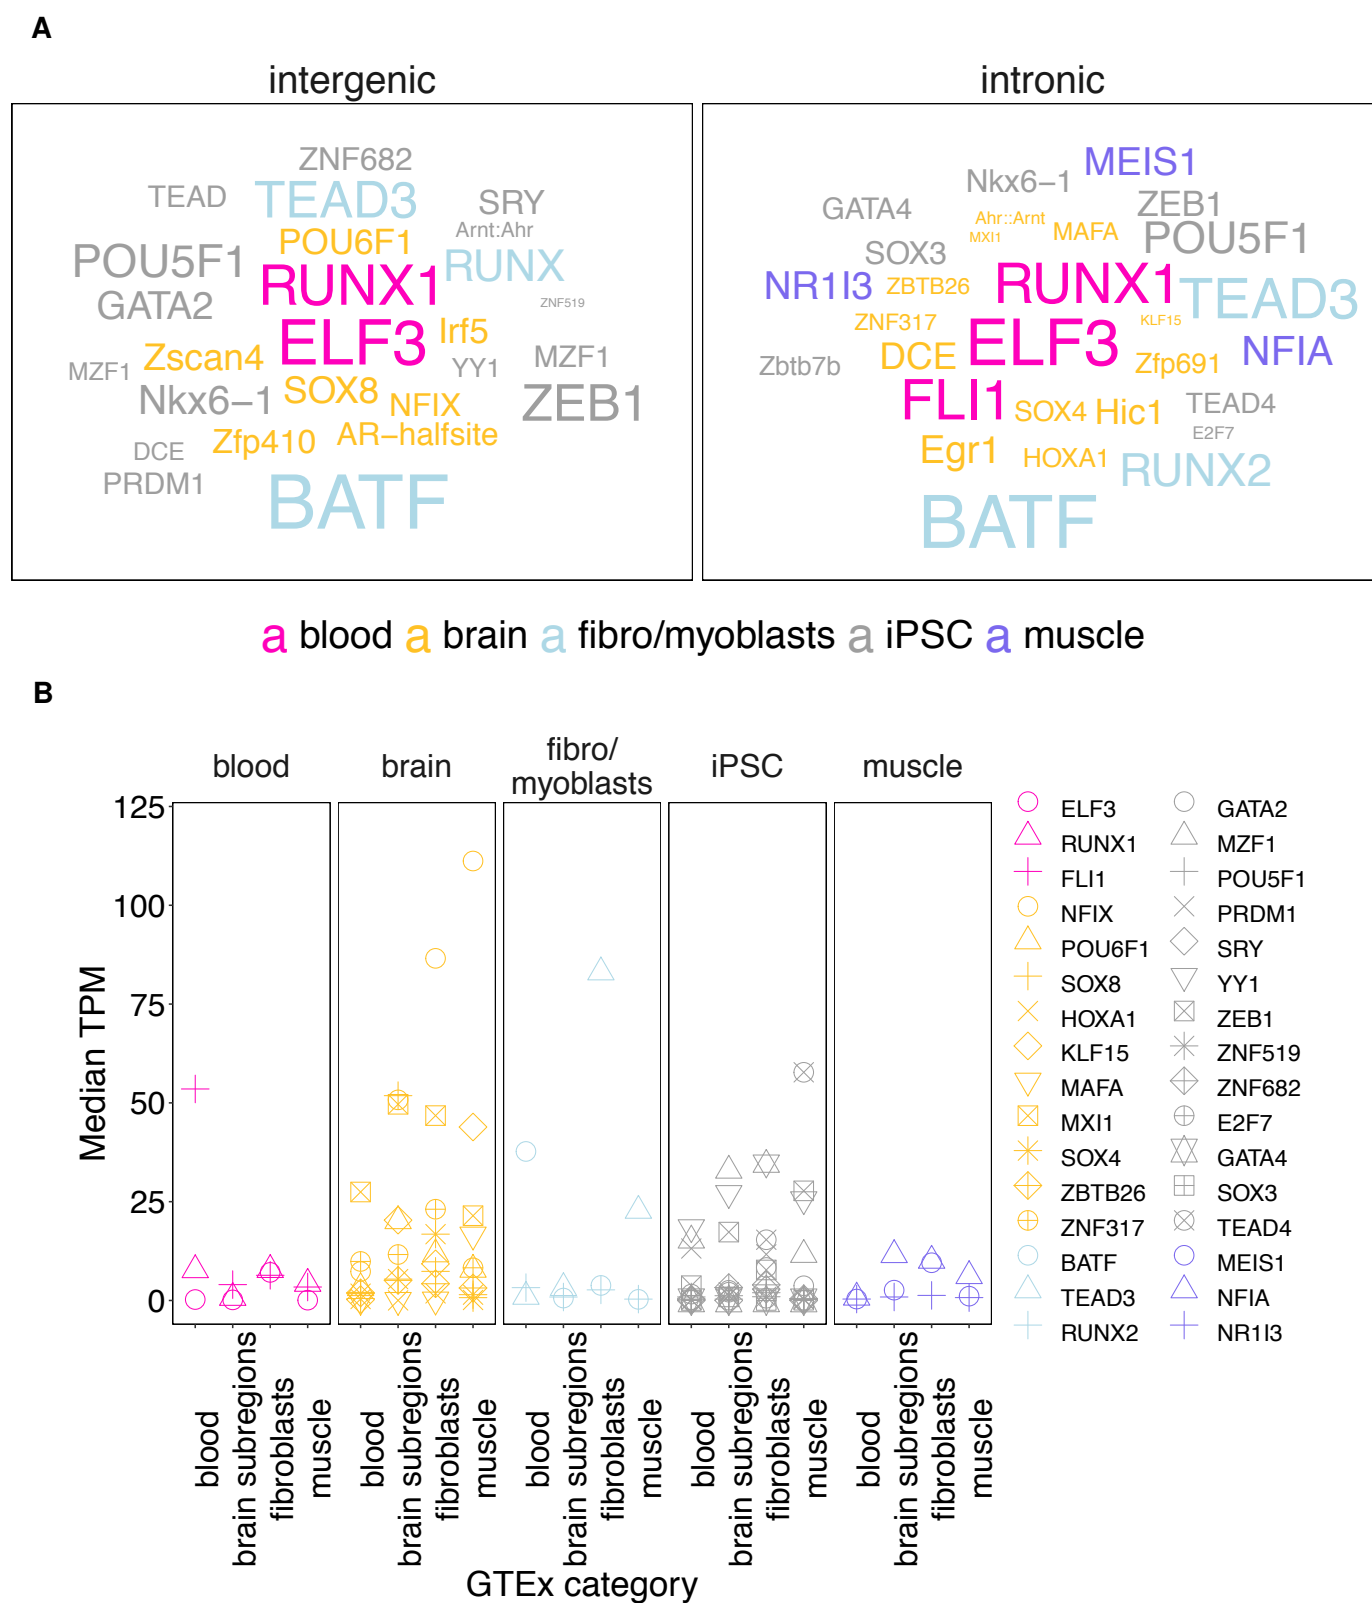 A
intergenic
intronic
ZNF682
TEAD
TEAD3
SRY
POU6F1
Arnt:Ahr
POU5F1
RUNX1
RUNX
GATA2
ZNF519
ELF3
Irf5
MZF1
Zscan4
YY1
MZF1
Nkx6−1
SOX8
NFIX
ZEB1
DCE
Zfp410
AR−halfsite
PRDM1
BATF
MEIS1
Nkx6−1
GATA4
Ahr::Arnt
ZEB1
MXI1
MAFA
POU5F1
SOX3
NR1I3
ZBTB26
RUNX1
TEAD3
ZNF317
KLF15
Zbtb7b
DCE
ELF3
Zfp691
NFIA
FLI1
SOX4
Hic1
TEAD4
E2F7
Egr1
HOXA1
RUNX2
BATF
a blood a brain a fibro/myoblasts a iPSC a muscle
B
blood
brain
fibro/
myoblasts
iPSC
muscle
125
100
75
50
25
0
Median TPM
blood
brain subregions
fibroblasts
muscle
blood
brain subregions
fibroblasts
muscle
blood
brain subregions
fibroblasts
muscle
blood
brain subregions
fibroblasts
muscle
blood
brain subregions
fibroblasts
muscle
GTEx category
ELF3
RUNX1
FLI1
NFIX
POU6F1
SOX8
HOXA1
KLF15
MAFA
MXI1
SOX4
ZBTB26
ZNF317
BATF
TEAD3
RUNX2
GATA2
MZF1
POU5F1
PRDM1
SRY
YY1
ZEB1
ZNF519
ZNF682
E2F7
GATA4
SOX3
TEAD4
MEIS1
NFIA
NR1I3